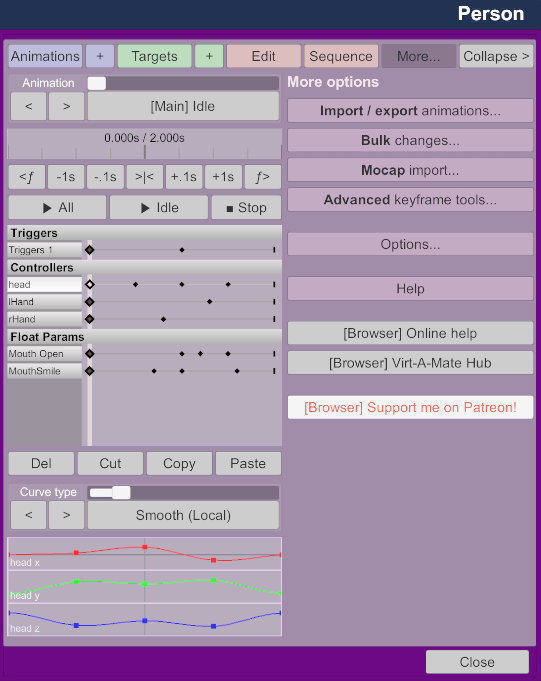 Person
Animations + Targets + Edit Sequence More... Collapse >
Animation
< > [Main] Idle
0.000s / 2.000s
<ƒ -1s -.1s >|< +.1s +1s ƒ>
▶ All ▶ Idle ■ Stop
Triggers
Triggers 1
Controllers
head
lHand
rHand
Float Params
Mouth Open
MouthSmile
Del Cut Copy Paste
Curve type
< > Smooth (Local)
head x
head y
head z
More options
Import / export animations...
Bulk changes...
Mocap import...
Advanced keyframe tools...
Options...
Help
[Browser] Online help
[Browser] Virt-A-Mate Hub
[Browser] Support me on Patreon!
Close